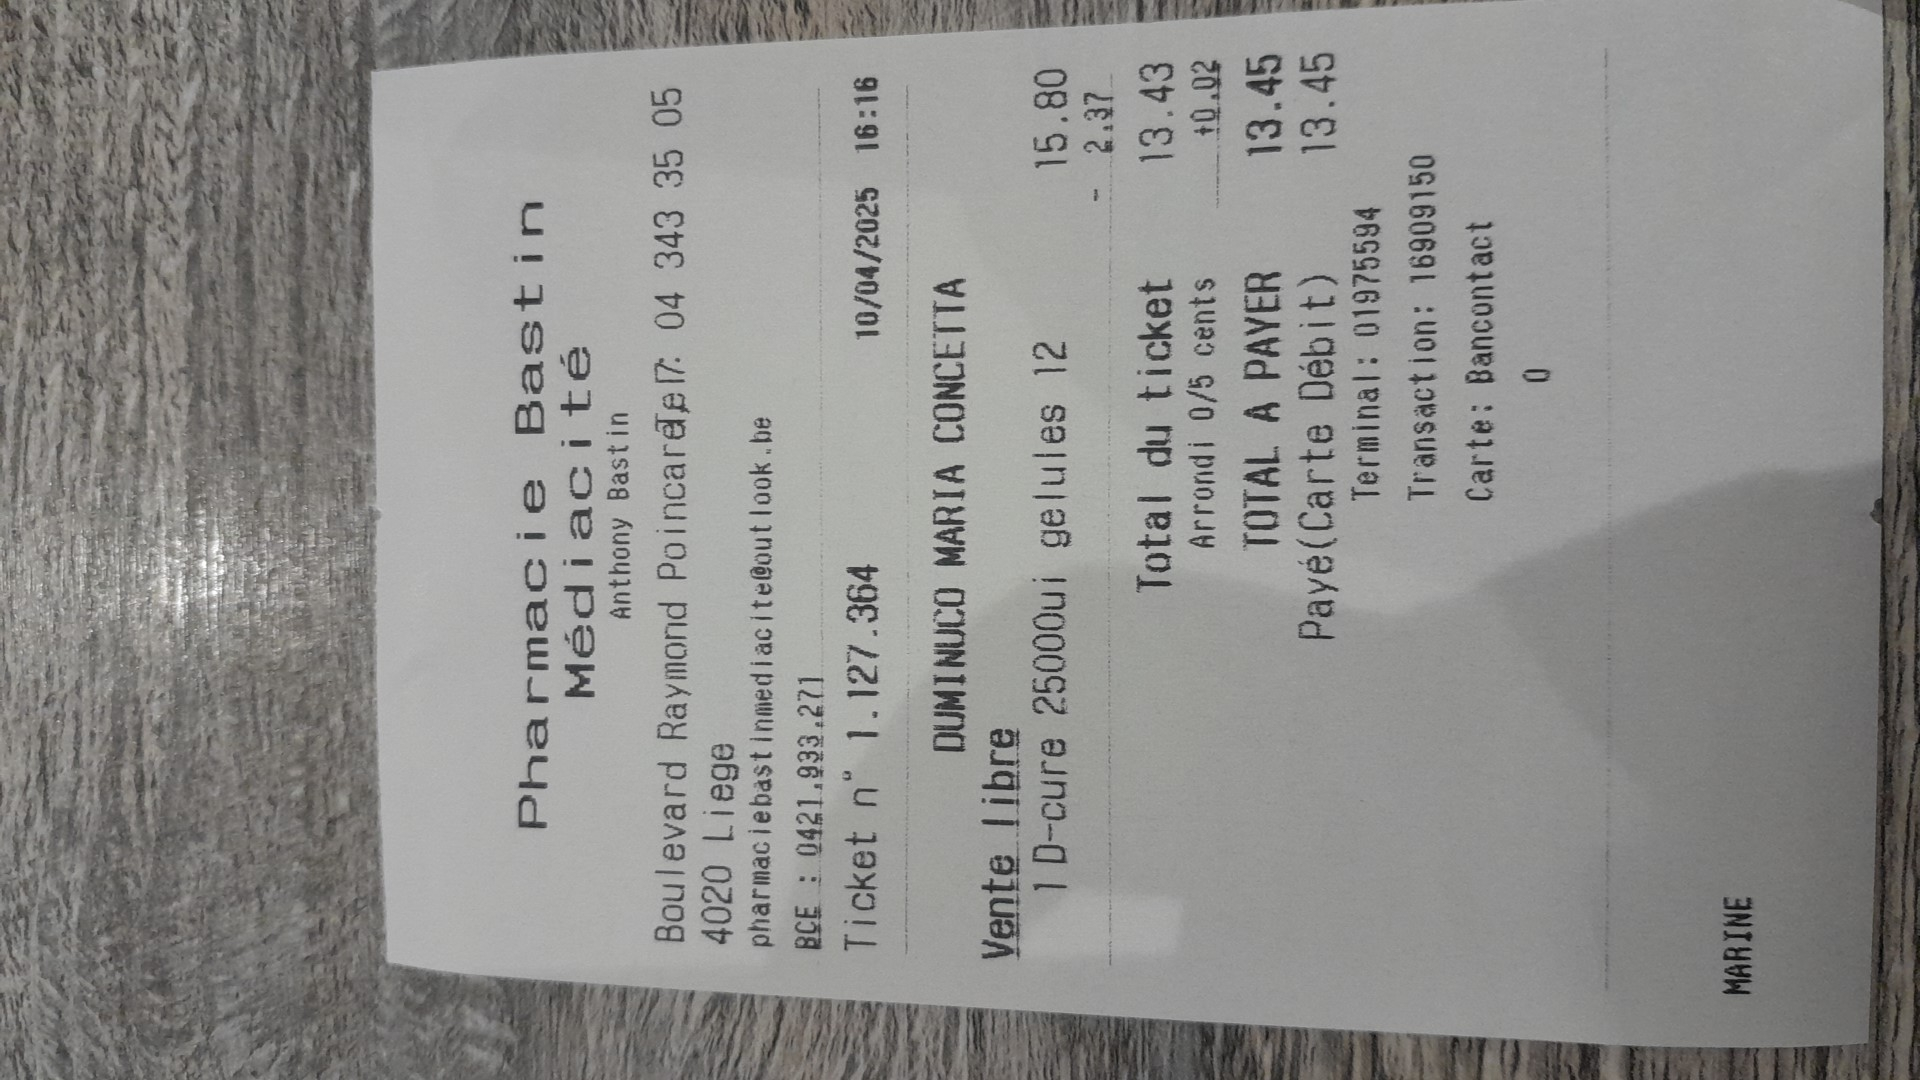 Pharmacie Bastin
Médiacité
Anthony Bastin
Boulevard Raymond Poincaré, 7 Tel: 04 343 35 05
4020 Liege
pharmaciebastinmediacite@outlook.be
BCE : 0421.933.271
Ticket n° 1.127.364 10/04/2025 16:16
DUMINUCO MARIA CONCETTA
Vente libre
1 D-cure 25000ui gelules 12 15.80
- 2.37
Total du ticket 13.43
Arrondi 0/5 cents +0.02
TOTAL A PAYER 13.45
Payé(Carte Débit) 13.45
Terminal: 01975594
Transaction: 16909150
Carte: Bancontact
0
MARINE